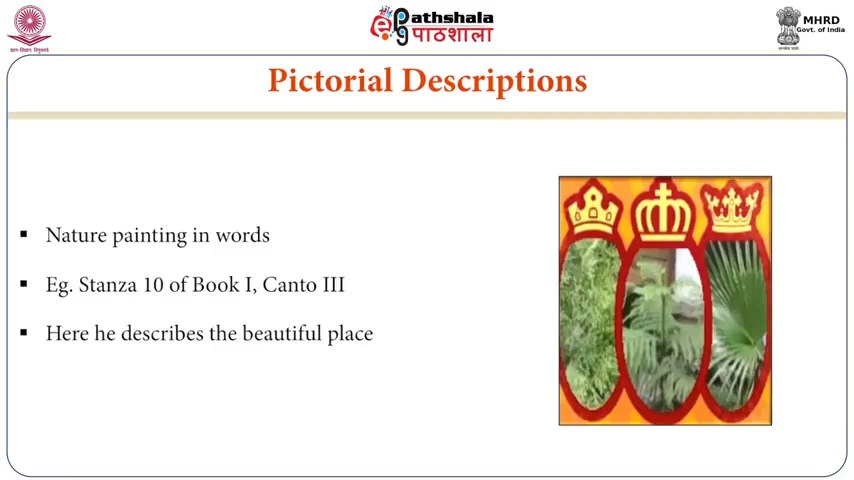 ePathshala
पाठशाला
MHRD
Govt. of India
Pictorial Descriptions
Nature painting in words
Eg. Stanza 10 of Book I, Canto III
Here he describes the beautiful place